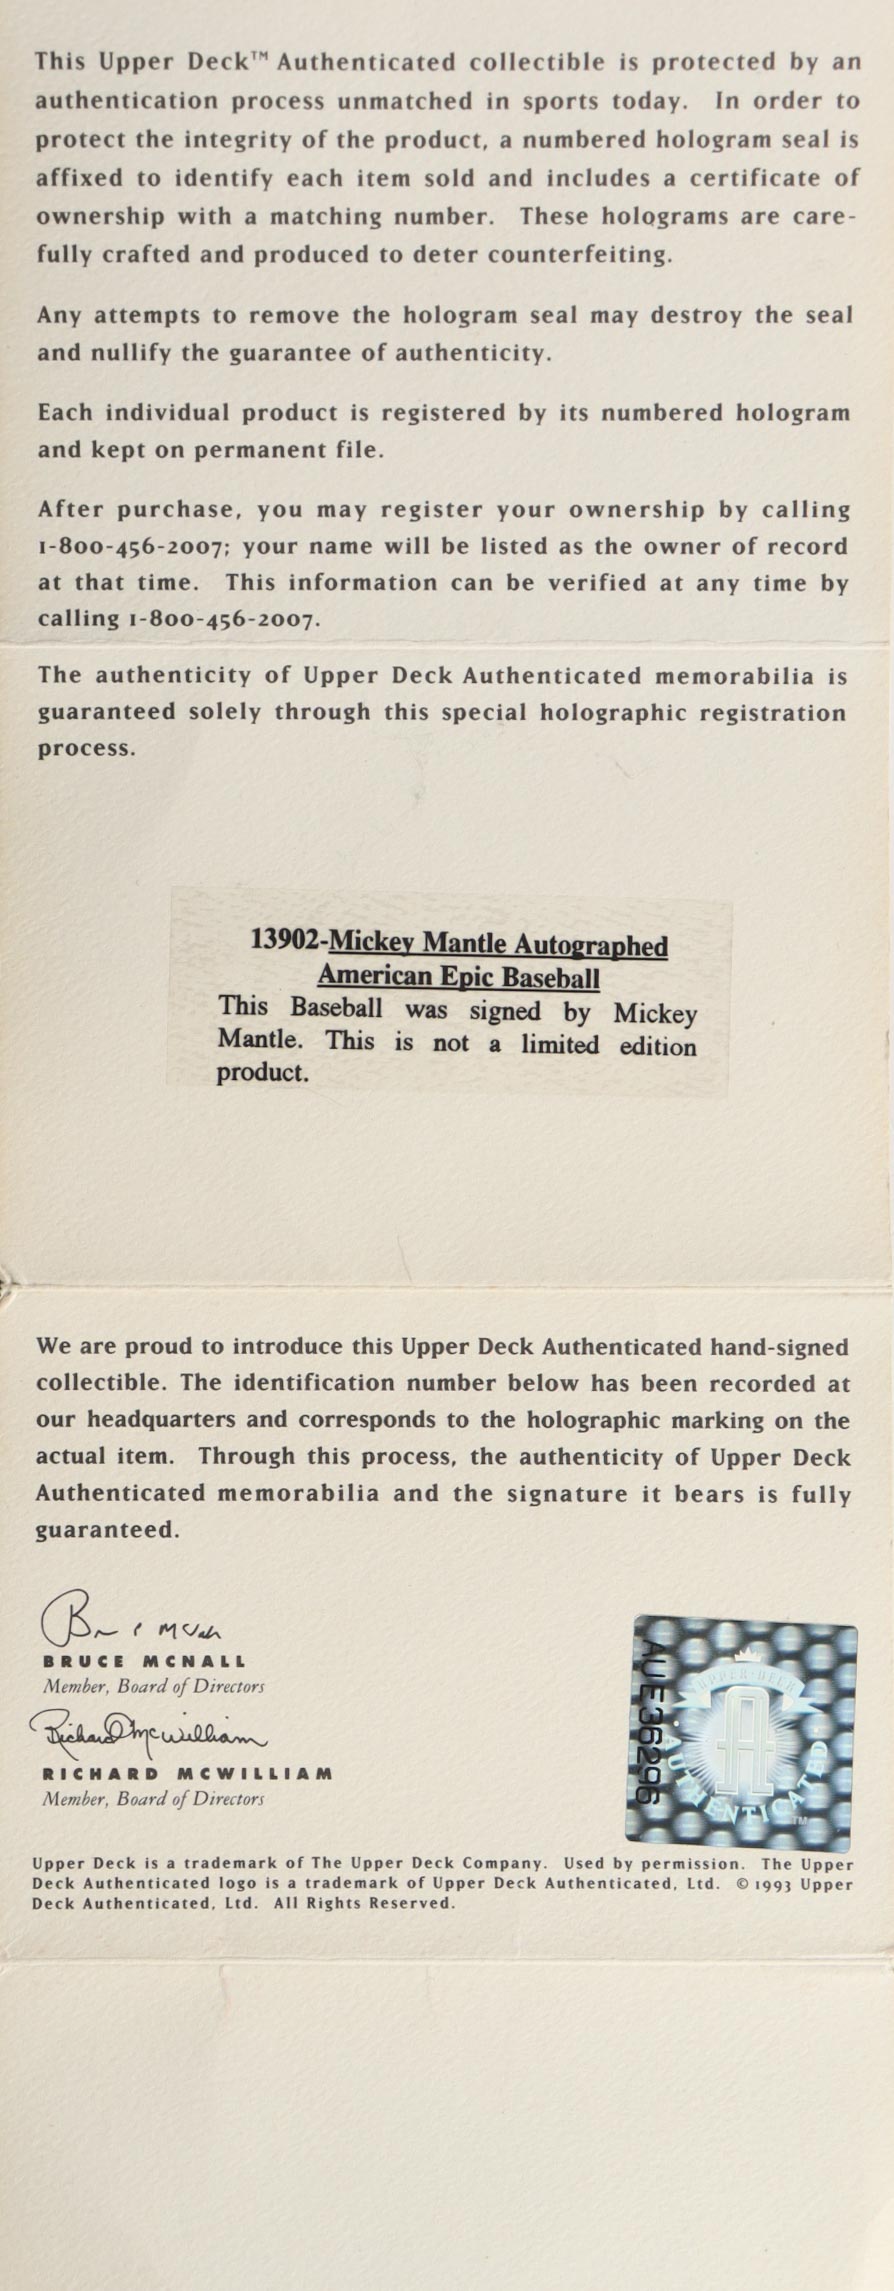 This Upper Deck™ Authenticated collectible is protected by an
authentication process unmatched in sports today. In order to
protect the integrity of the product, a numbered hologram seal is
affixed to identify each item sold and includes a certificate of
ownership with a matching number. These holograms are care-
fully crafted and produced to deter counterfeiting.
Any attempts to remove the hologram seal may destroy the seal
and nullify the guarantee of authenticity.
Each individual product is registered by its numbered hologram
and kept on permanent file.
After purchase, you may register your ownership by calling
1-800-456-2007; your name will be listed as the owner of record
at that time. This information can be verified at any time by
calling 1-800-456-2007.
The authenticity of Upper Deck Authenticated memorabilia is
guaranteed solely through this special holographic registration
process.
13902-Mickey Mantle Autographed
American Epic Baseball
This Baseball was signed by Mickey
Mantle. This is not a limited edition
product.
We are proud to introduce this Upper Deck Authenticated hand-signed
collectible. The identification number below has been recorded at
our headquarters and corresponds to the holographic marking on the
actual item. Through this process, the authenticity of Upper Deck
Authenticated memorabilia and the signature it bears is fully
guaranteed.
BRUCE MCNALL
Member, Board of Directors
Richard McWilliam
RICHARD MCWILLIAM
Member, Board of Directors
AUE36296
UPPER DECK
A
AUTHENTICATED
TM
Upper Deck is a trademark of The Upper Deck Company. Used by permission. The Upper
Deck Authenticated logo is a trademark of Upper Deck Authenticated, Ltd. © 1993 Upper
Deck Authenticated, Ltd. All Rights Reserved.